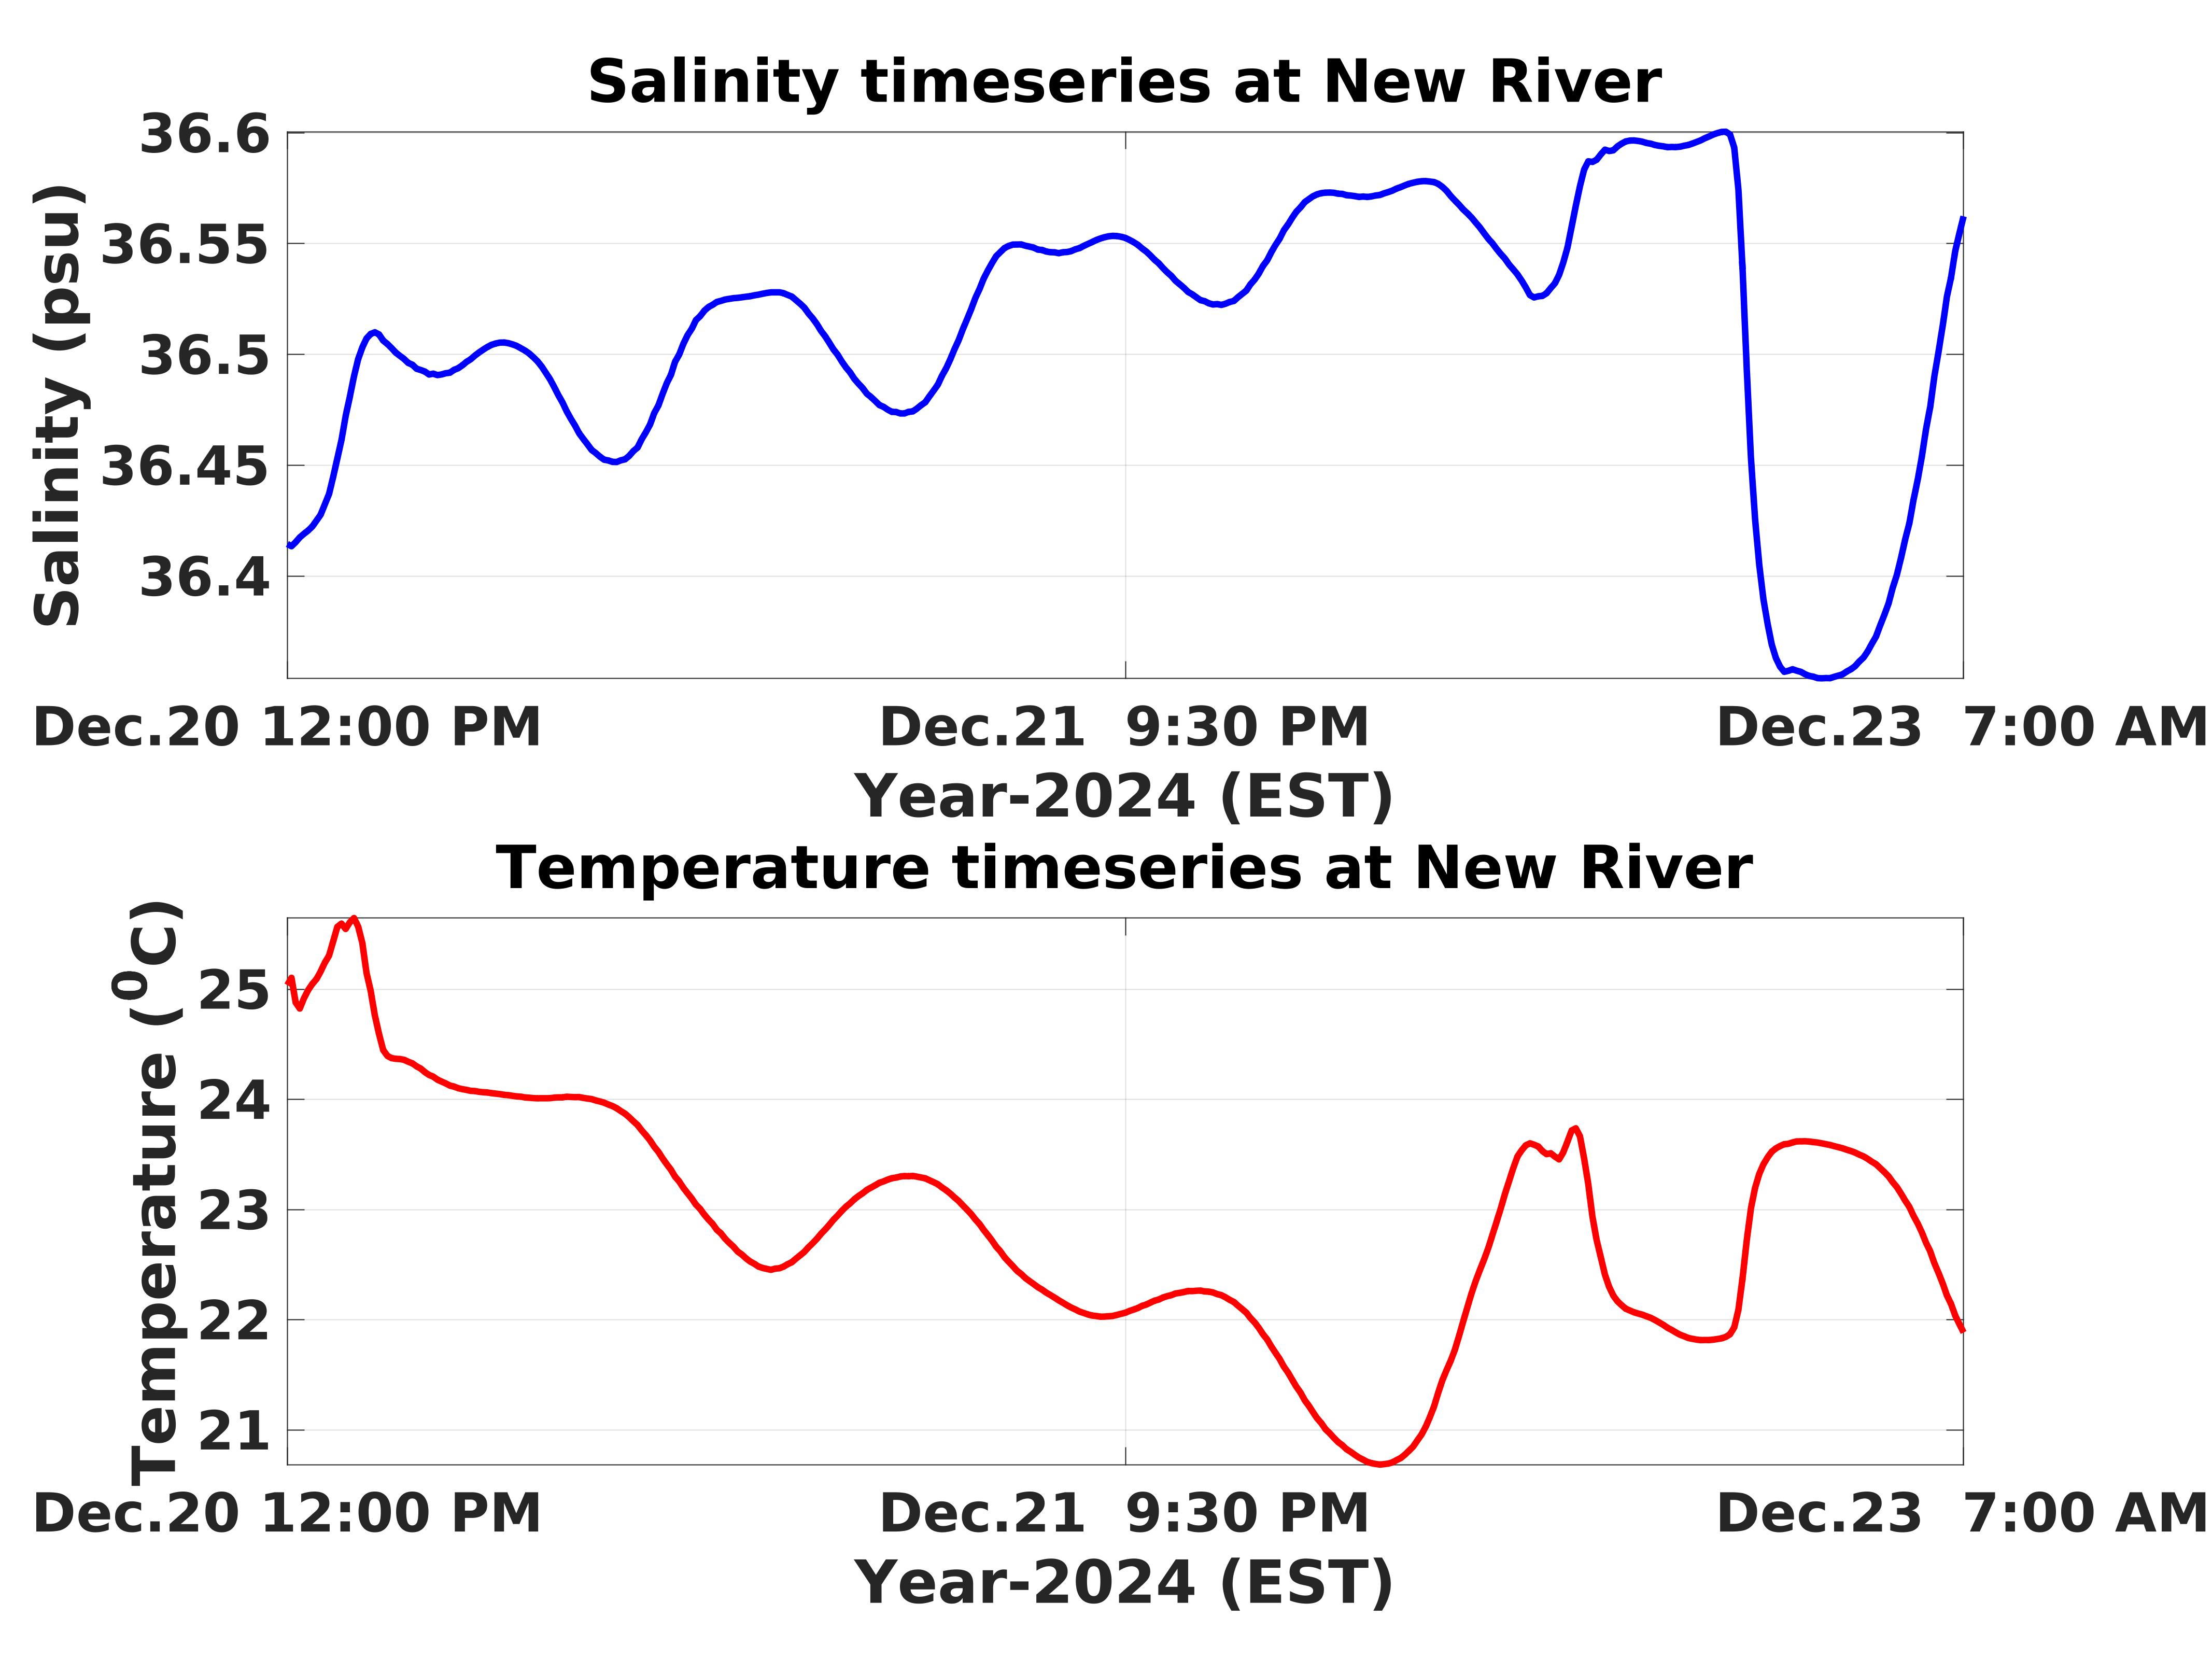 Salinity timeseries at New River
Salinity (psu)
36.6
36.55
36.5
36.45
36.4
Dec.20 12:00 PM
Dec.21 9:30 PM
Dec.23 7:00 AM
Year-2024 (EST)
Temperature timeseries at New River
Temperature (⁰C)
25
24
23
22
21
Dec.20 12:00 PM
Dec.21 9:30 PM
Dec.23 7:00 AM
Year-2024 (EST)